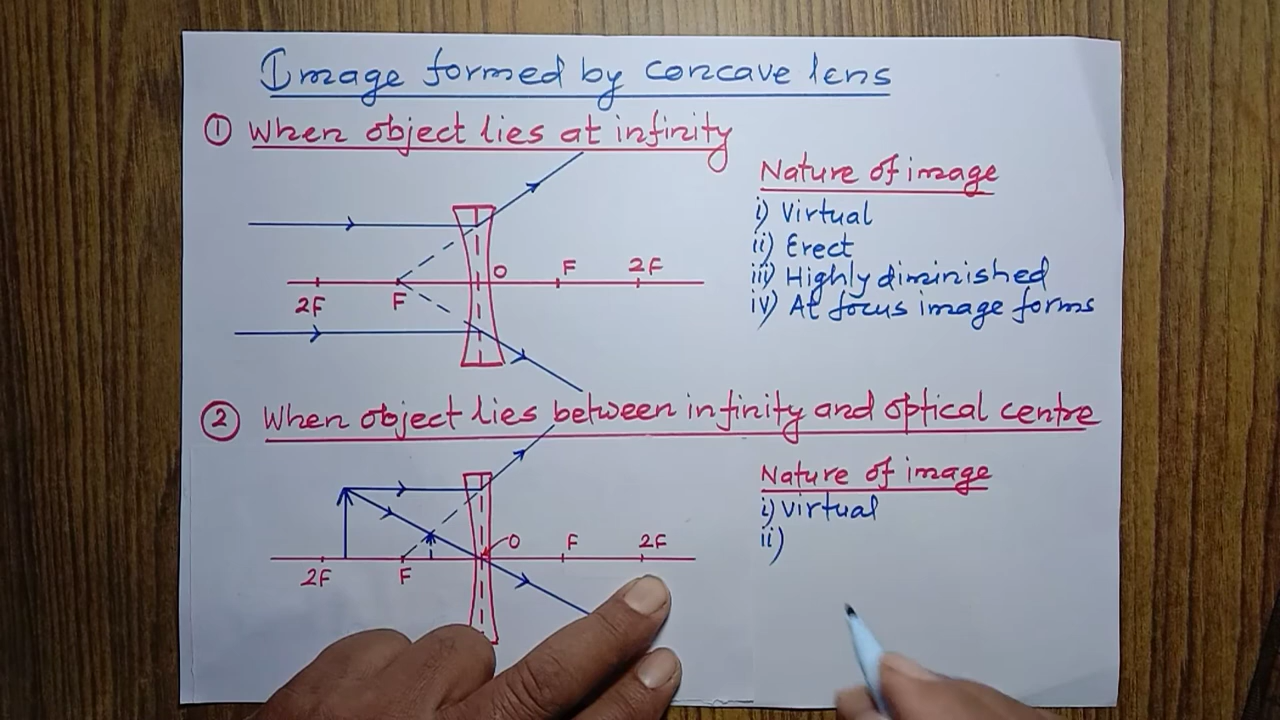 Image formed by concave lens
① When object lies at infinity
Nature of image
i) Virtual
ii) Erect
iii) Highly diminished
iv) At focus image forms
O F 2F
2F F
② When object lies between infinity and optical centre
Nature of image
i) Virtual
ii)
O F 2F
2F F